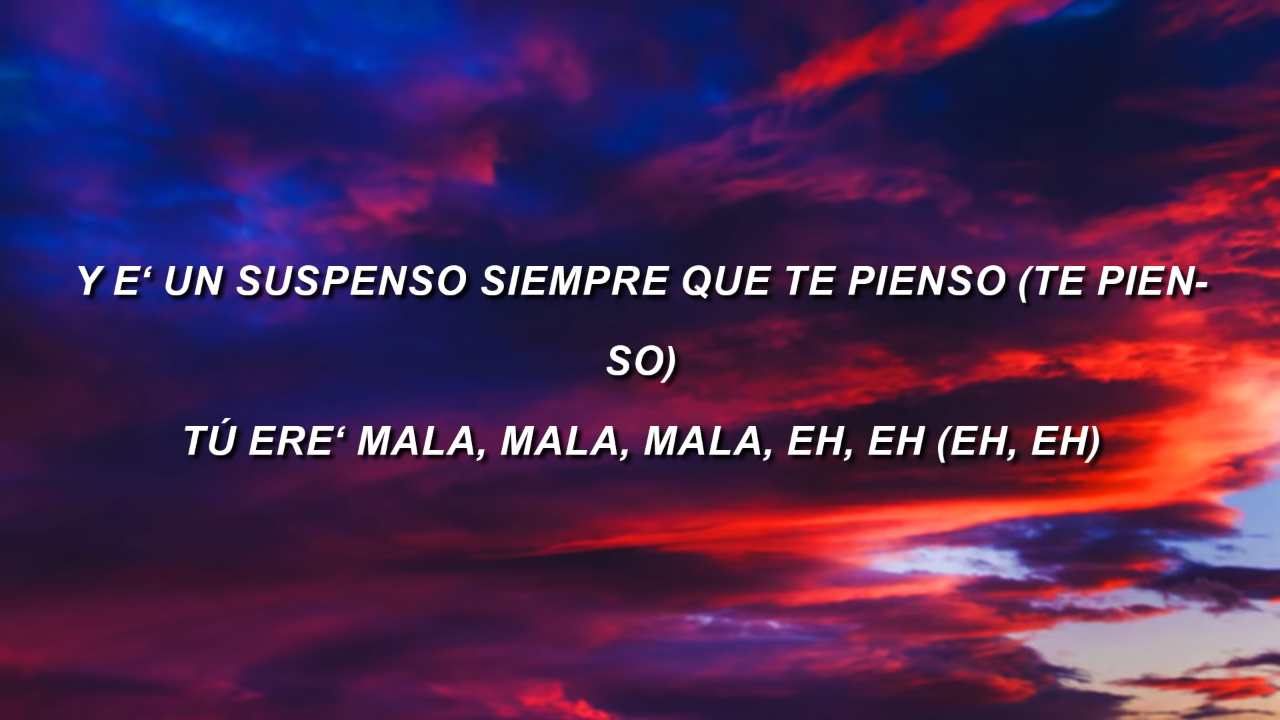 Y E‘ UN SUSPENSO SIEMPRE QUE TE PIENSO (TE PIEN-
SO)
TÚ ERE‘ MALA, MALA, MALA, EH, EH (EH, EH)